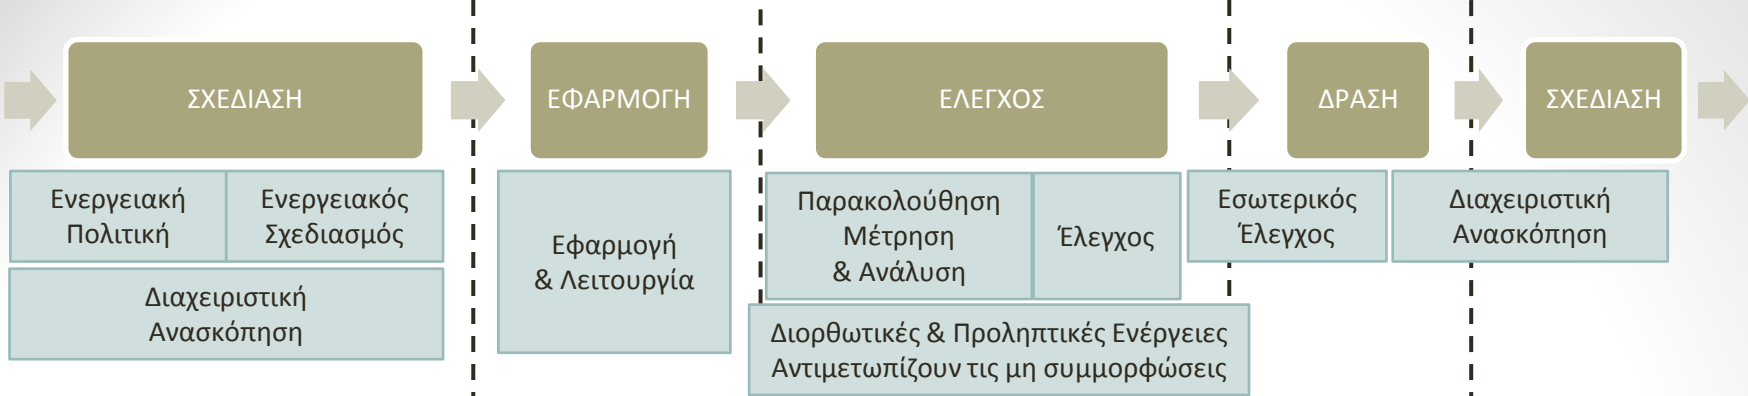 ΣΧΕΔΙΑΣΗ
ΕΦΑΡΜΟΓΗ
ΕΛΕΓΧΟΣ
ΔΡΑΣΗ
ΣΧΕΔΙΑΣΗ
Ενεργειακή
Πολιτική
Ενεργειακός
Σχεδιασμός
Διαχειριστική
Ανασκόπηση
Εφαρμογή
& Λειτουργία
Παρακολούθηση
Μέτρηση
& Ανάλυση
Έλεγχος
Διορθωτικές & Προληπτικές Ενέργειες
Αντιμετωπίζουν τις μη συμμορφώσεις
Εσωτερικός
Έλεγχος
Διαχειριστική
Ανασκόπηση